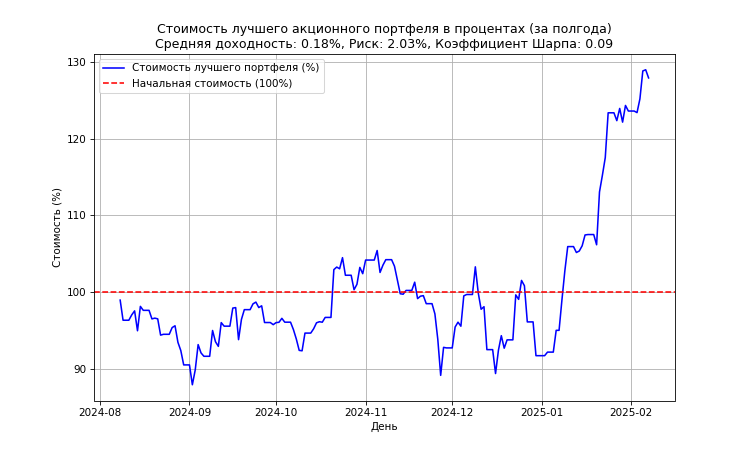 Стоимость лучшего акционного портфеля в процентах (за полгода)
Средняя доходность: 0.18%, Риск: 2.03%, Коэффициент Шарпа: 0.09
Стоимость лучшего портфеля (%)
Начальная стоимость (100%)
Стоимость (%)
130
120
110
100
90
2024-08
2024-09
2024-10
2024-11
2024-12
2025-01
2025-02
День